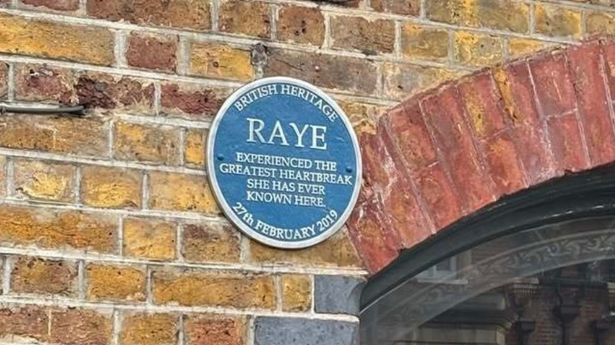 BRITISH HERITAGE
RAYE
EXPERIENCED THE
GREATEST HEARTBREAK
SHE HAS EVER
KNOWN HERE.
27th FEBRUARY 2019